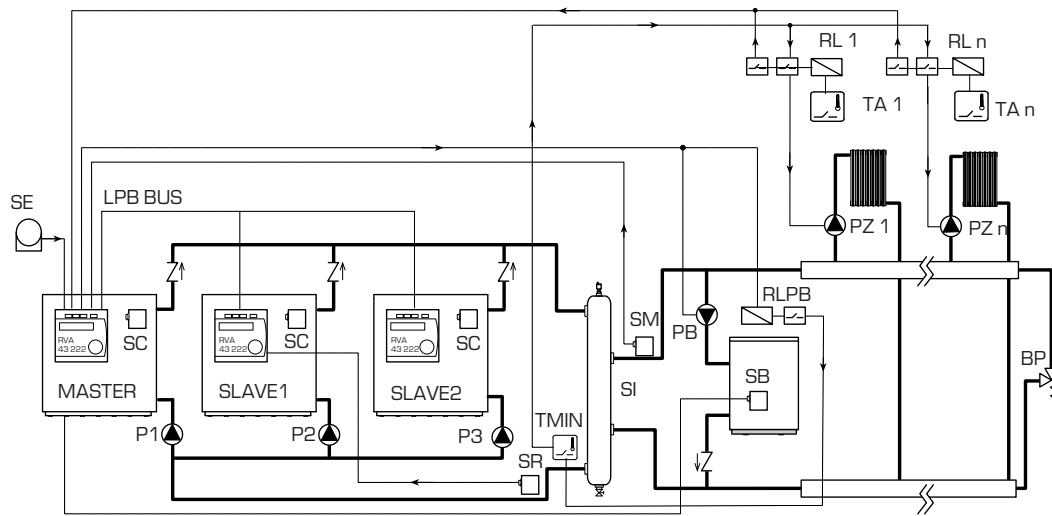 RL 1
RL n
TA 1
TA n
SE
LPB BUS
PZ 1
PZ n
RVA
43 222
SC
MASTER
RVA
43 222
SC
SLAVE1
RVA
43 222
SC
SLAVE2
SM
PB
RLPB
SI
SB
BP
P1
P2
P3
TMIN
SR